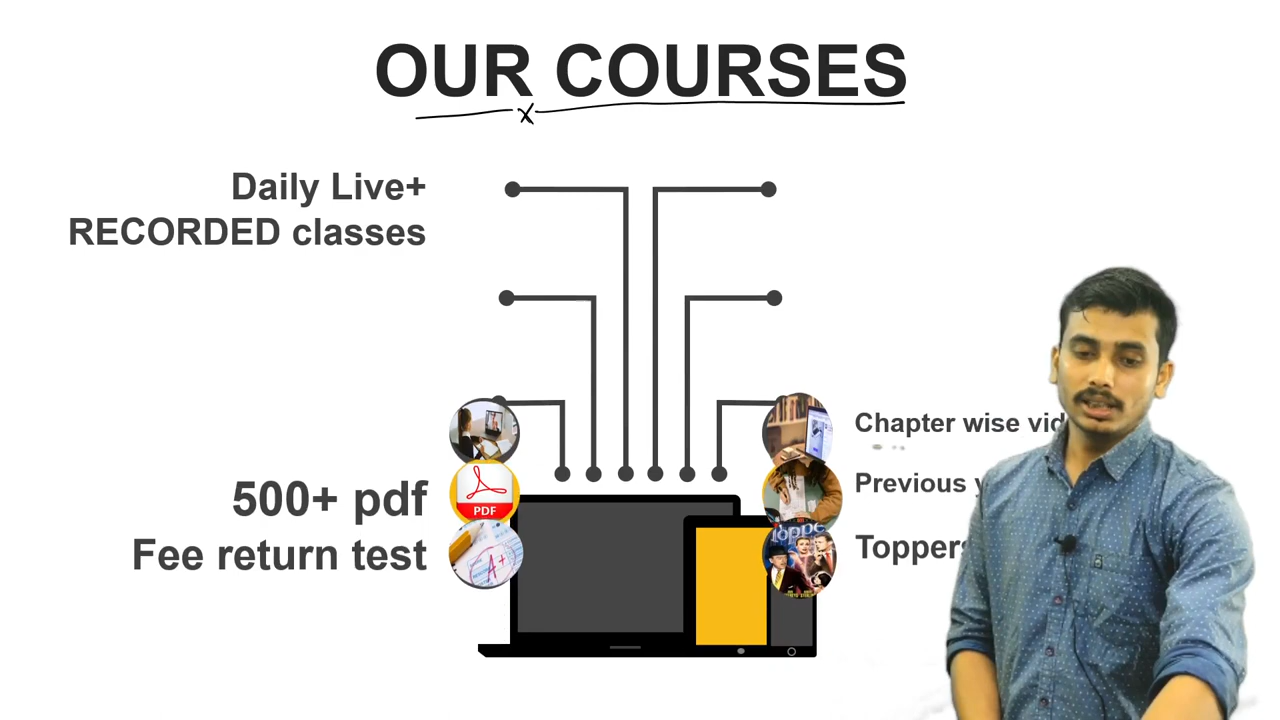 OUR COURSES
x
Daily Live+
RECORDED classes
500+ pdf
Fee return test
PDF
A+
Chapter wise
Previous
Toppers